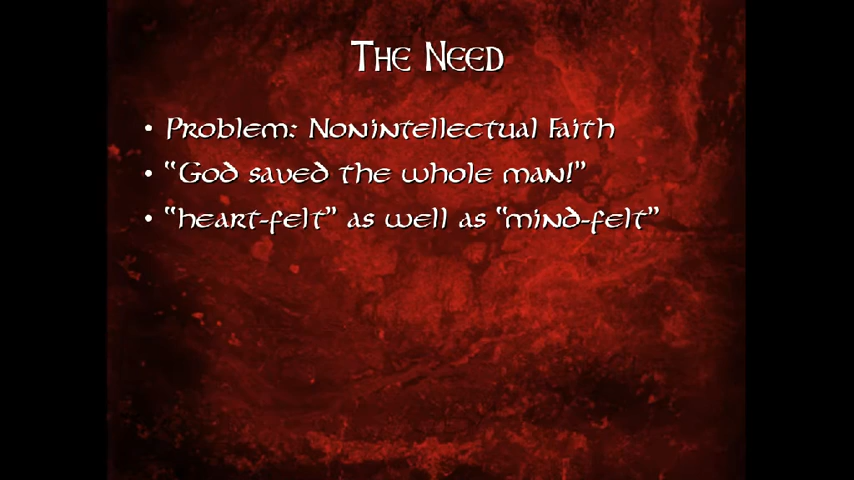 The Need
• Problem: Nonintellectual Faith
• “God saved the whole man!”
• “heart-felt” as well as “mind-felt”